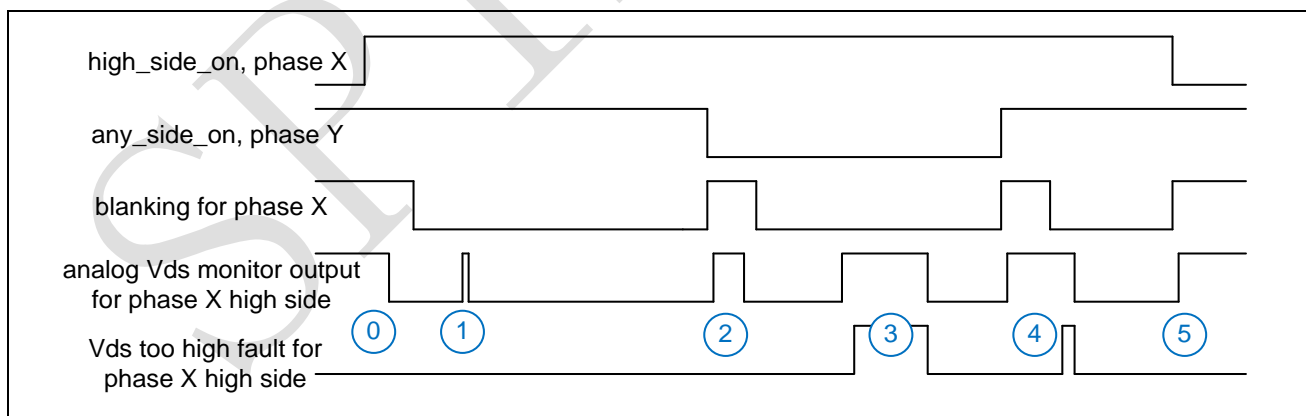 high_side_on, phase X
any_side_on, phase Y
blanking for phase X
analog Vds monitor output
for phase X high side
0 1 2 3 4 5
Vds too high fault for
phase X high side